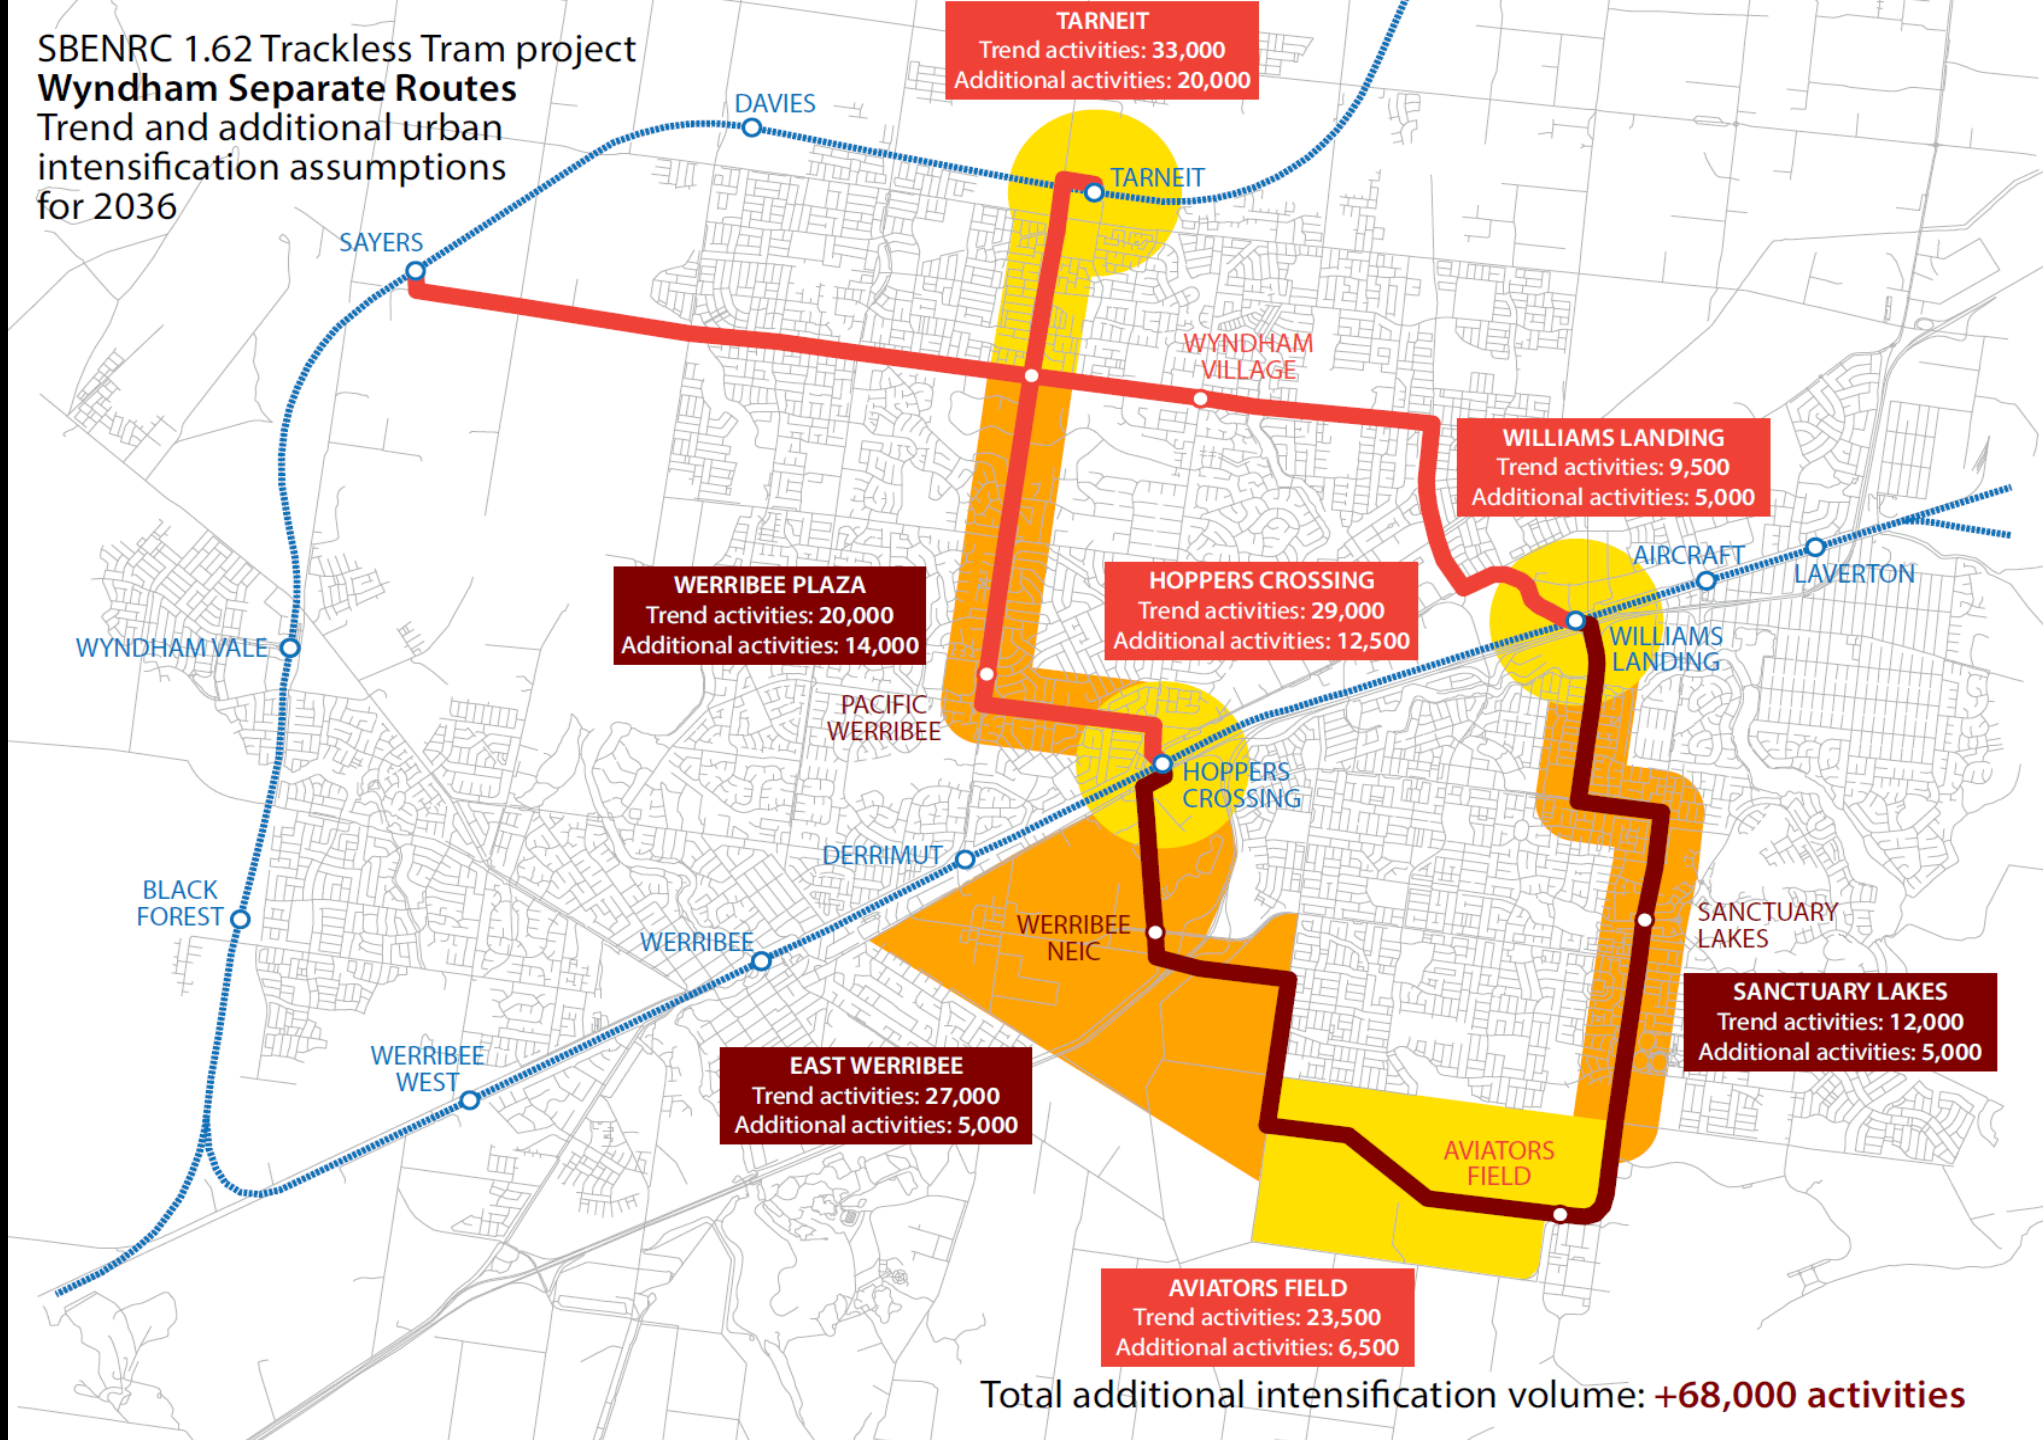 SBENRC 1.62 Trackless Tram project
Wyndham Separate Routes
Trend and additional urban
intensification assumptions
for 2036
TARNEIT
Trend activities: 33,000
Additional activities: 20,000
DAVIES
TARNEIT
SAYERS
WYNDHAM
VILLAGE
WILLIAMS LANDING
Trend activities: 9,500
Additional activities: 5,000
AIRCRAFT
LAVERTON
WERRIBEE PLAZA
Trend activities: 20,000
Additional activities: 14,000
HOPPERS CROSSING
Trend activities: 29,000
Additional activities: 12,500
WYNDHAM VALE
WILLIAMS
LANDING
PACIFIC
WERRIBEE
HOPPERS
CROSSING
DERRIMUT
BLACK
FOREST
WERRIBEE
WERRIBEE
NEIC
SANCTUARY
LAKES
SANCTUARY LAKES
Trend activities: 12,000
Additional activities: 5,000
WERRIBEE
WEST
EAST WERRIBEE
Trend activities: 27,000
Additional activities: 5,000
AVIATORS
FIELD
AVIATORS FIELD
Trend activities: 23,500
Additional activities: 6,500
Total additional intensification volume: +68,000 activities